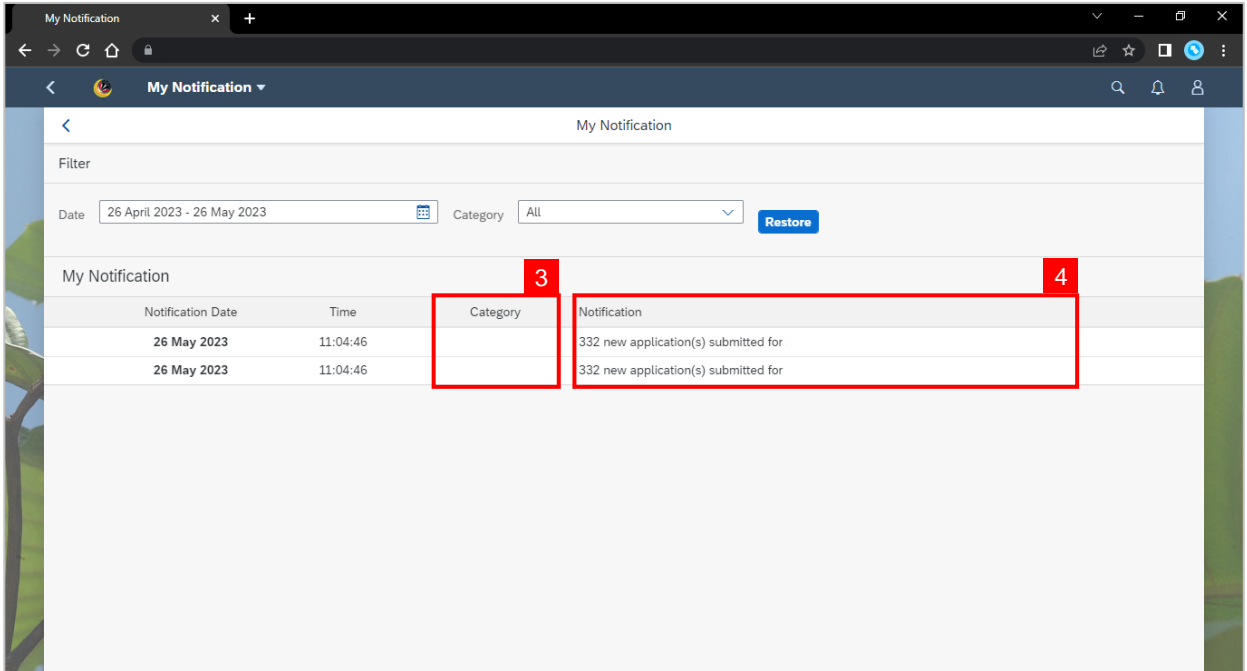 My Notification
My Notification
My Notification
Filter
Date 26 April 2023 - 26 May 2023 Category All Restore
My Notification
3
4
Notification Date Time Category Notification
26 May 2023 11:04:46 332 new application(s) submitted for
26 May 2023 11:04:46 332 new application(s) submitted for